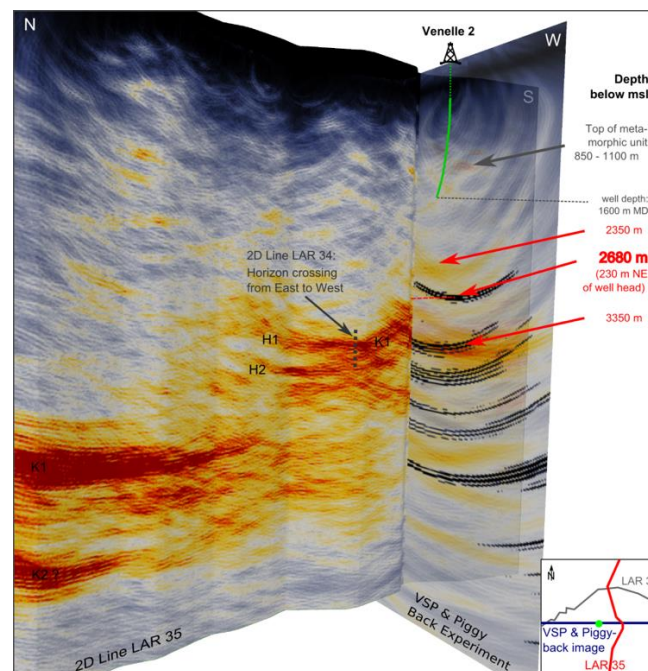 N
Venelle 2
W
S
Depth
below msl
Top of meta-
morphic unit
850 - 1100 m
well depth:
1600 m MD
2350 m
2680 m
(230 m NE
of well head)
3350 m
2D Line LAR 34:
Horizon crossing
from East to West
H1
K1
H2
K1
K2 ?
2D Line LAR 35
VSP & Piggy
Back Experiment
N
LAR 3
VSP & Piggy-
back image
LAR35